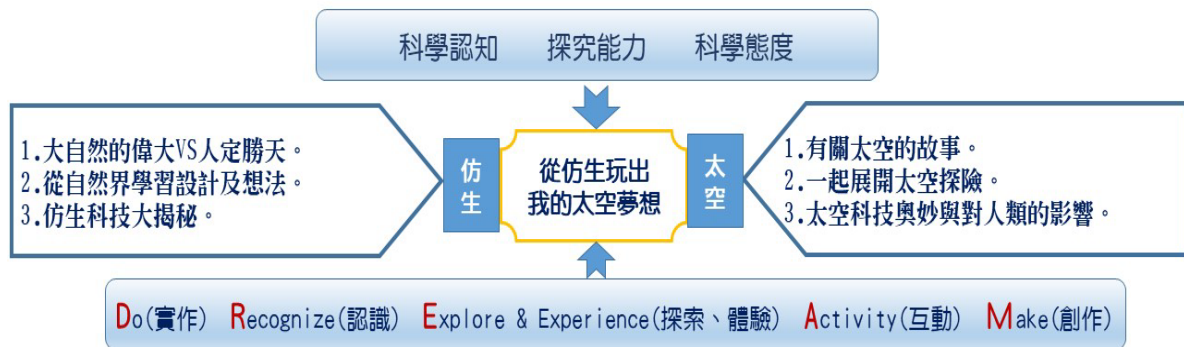 科學認知 探究能力 科學態度
1.大自然的偉大VS人定勝天。
2.從自然界學習設計及想法。
3.仿生科技大揭秘。
仿生
從仿生玩出
我的太空夢想
太空
1.有關太空的故事。
2.一起展開太空探險。
3.太空科技奧妙與對人類的影響。
Do(實作) Recognize(認識) Explore & Experience(探索、體驗) Activity(互動) Make(創作)